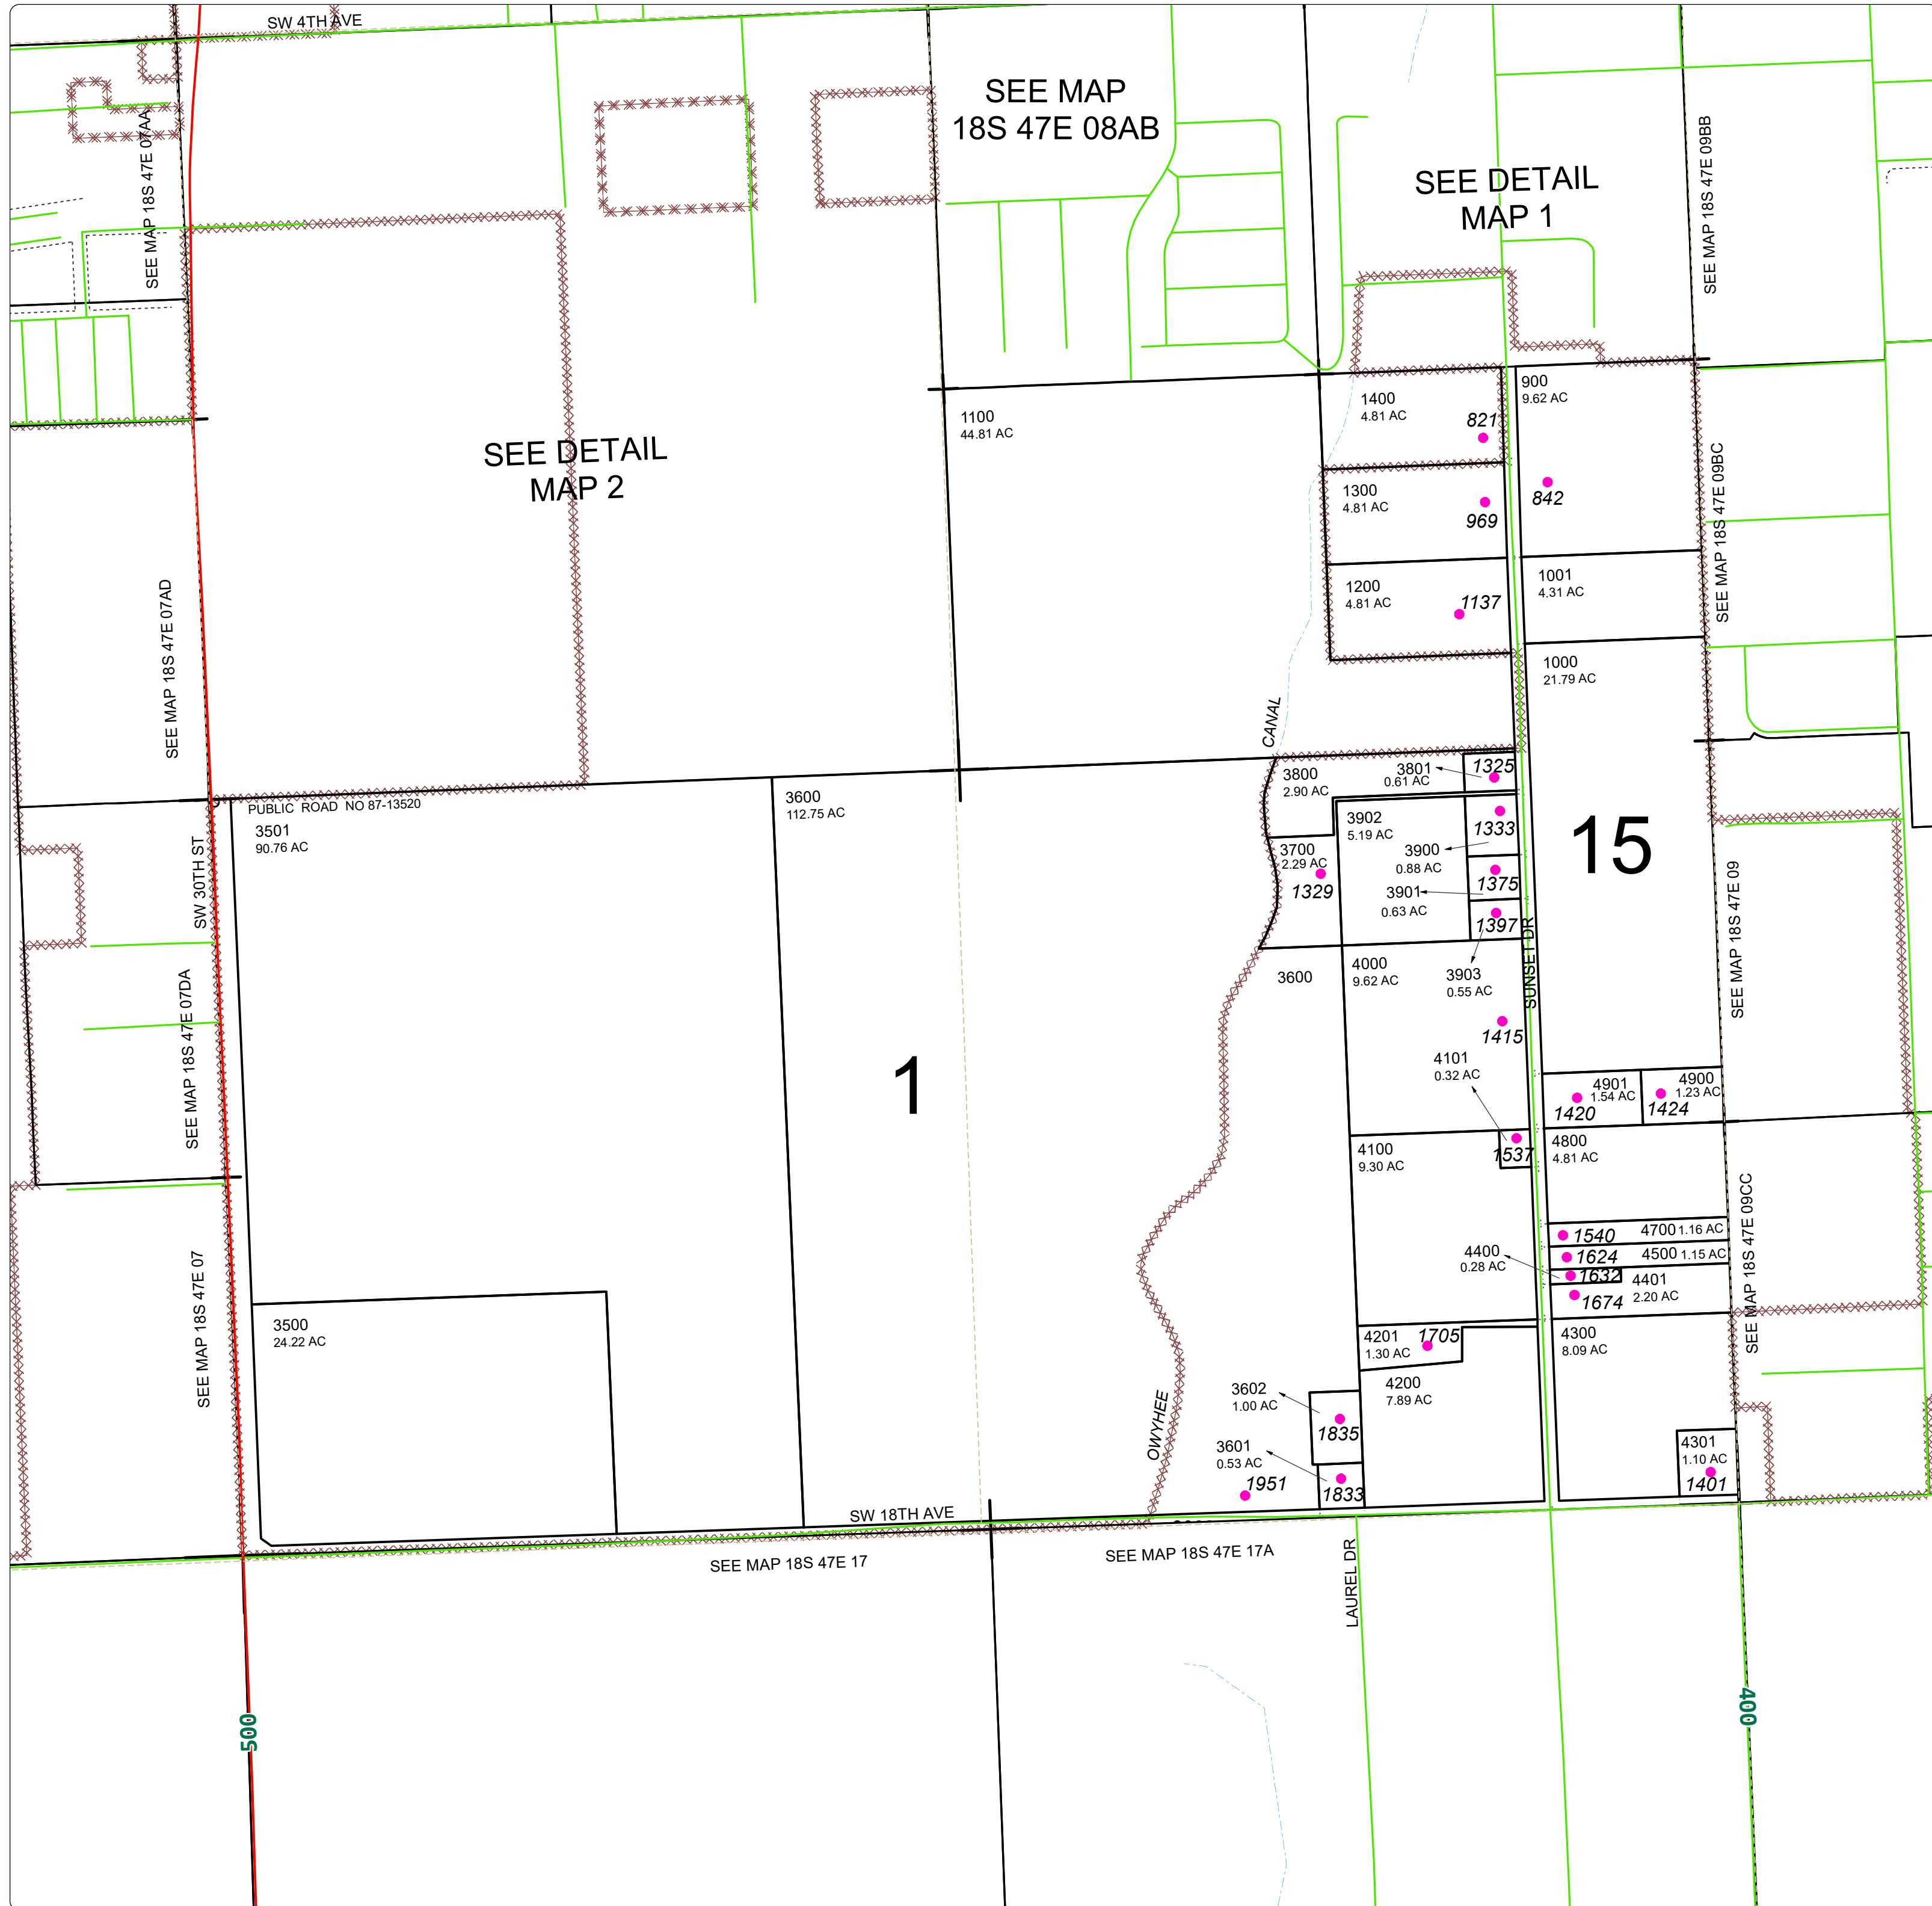 SW 4TH AVE
SEE MAP
18S 47E 08AB
SEE DETAIL
MAP 1
SEE MAP 18S 47E 07AA
SEE MAP 18S 47E 09BB
SEE DETAIL
MAP 2
1100
44.81 AC
1400
4.81 AC
821
900
9.62 AC
1300
4.81 AC
969
842
SEE MAP 18S 47E 09BC
1200
4.81 AC
1137
1001
4.31 AC
SEE MAP 18S 47E 07AD
1000
21.79 AC
CANAL
PUBLIC ROAD NO 87-13520
3501
90.76 AC
3600
112.75 AC
3800
2.90 AC
3801
0.61 AC
1325
3902
5.19 AC
1333
3900
0.88 AC
3700
2.29 AC
1329
1375
3901
0.63 AC
1397
15
SW 30TH ST
SUNSET DR
SEE MAP 18S 47E 09
3600
4000
9.62 AC
3903
0.55 AC
1415
SEE MAP 18S 47E 07DA
1
4101
0.32 AC
4901
1.54 AC
1420
4900
1.23 AC
1424
4100
9.30 AC
1537
4800
4.81 AC
SEE MAP 18S 47E 09CC
1540
4700 1.16 AC
4400
0.28 AC
1624
4500 1.15 AC
1632
4401
2.20 AC
1674
SEE MAP 18S 47E 07
3500
24.22 AC
4201
1.30 AC
1705
4300
8.09 AC
4200
7.89 AC
3602
1.00 AC
1835
OWYHEE
3601
0.53 AC
1951
1833
4301
1.10 AC
1401
SW 18TH AVE
SEE MAP 18S 47E 17
SEE MAP 18S 47E 17A
LAUREL DR
500
400